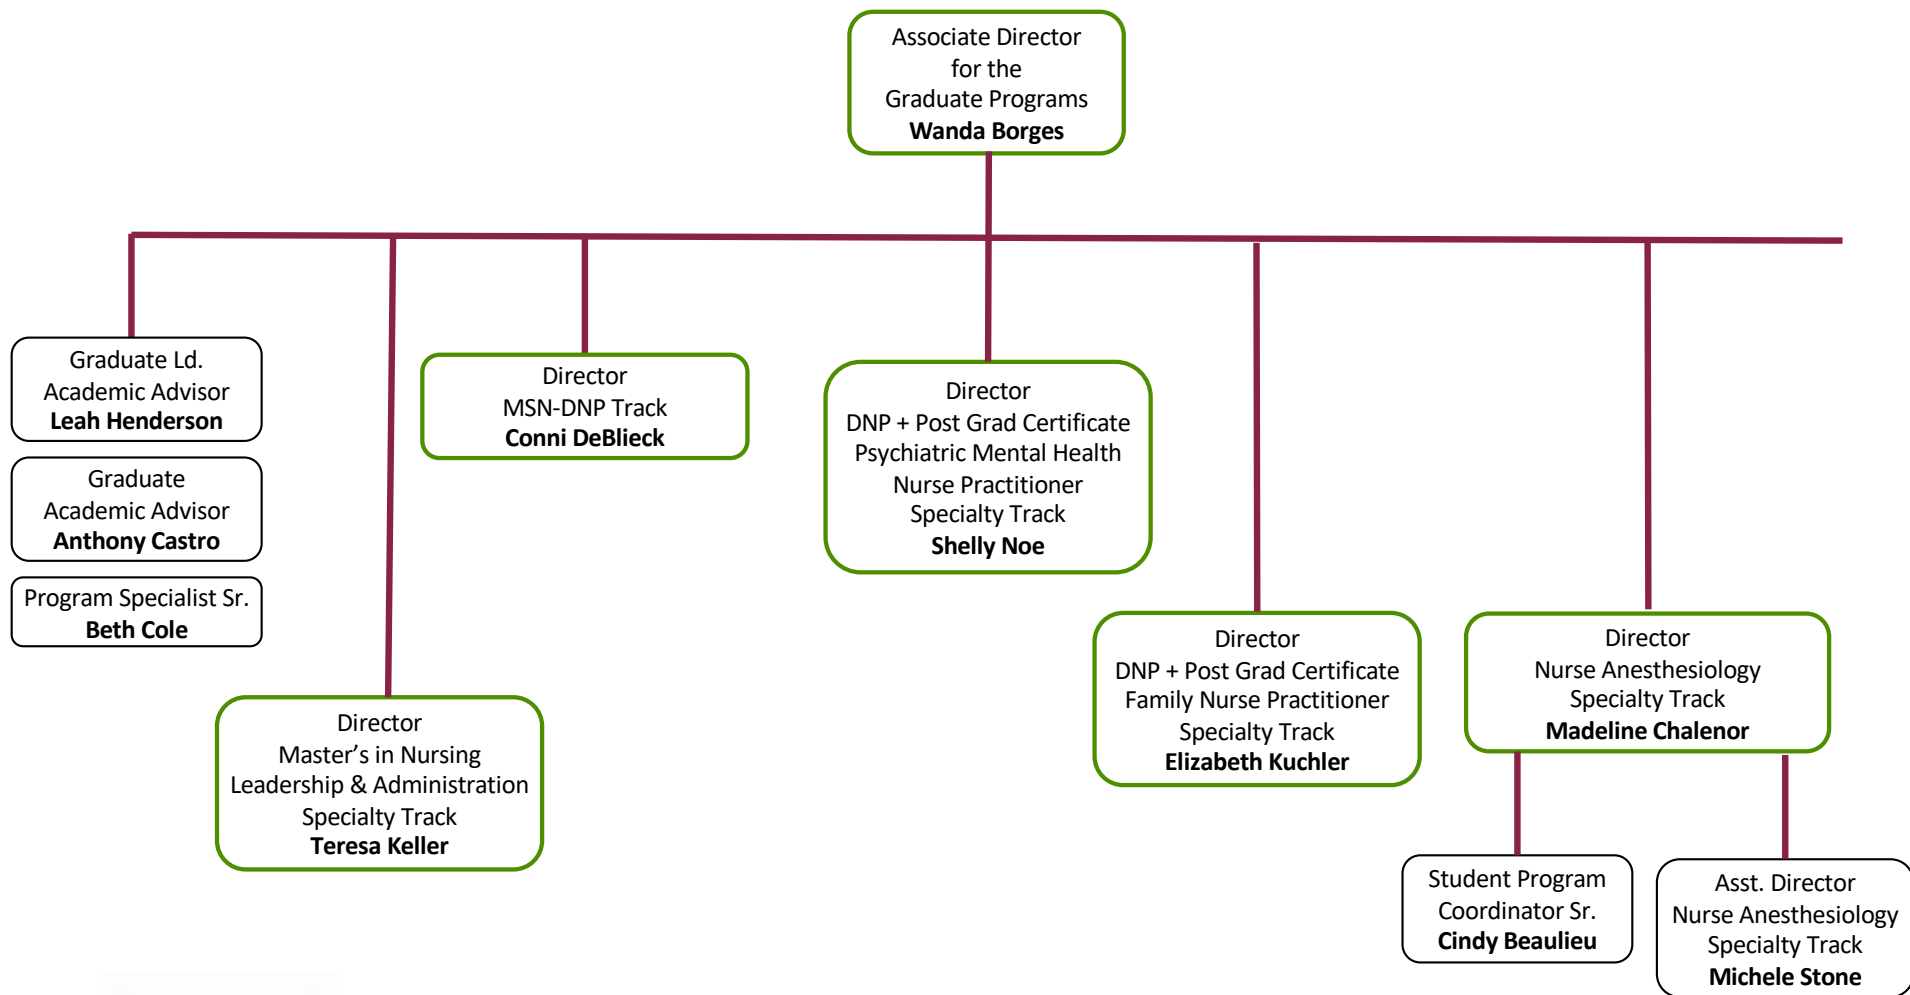 Associate Director
for the
Graduate Programs
Wanda Borges
Graduate Ld.
Academic Advisor
Leah Henderson
Graduate
Academic Advisor
Anthony Castro
Program Specialist Sr.
Beth Cole
Director
Master’s in Nursing
Leadership & Administration
Specialty Track
Teresa Keller
Director
MSN-DNP Track
Conni DeBlieck
Director
DNP + Post Grad Certificate
Psychiatric Mental Health
Nurse Practitioner
Specialty Track
Shelly Noe
Director
DNP + Post Grad Certificate
Family Nurse Practitioner
Specialty Track
Elizabeth Kuchler
Director
Nurse Anesthesiology
Specialty Track
Madeline Chalenor
Student Program
Coordinator Sr.
Cindy Beaulieu
Asst. Director
Nurse Anesthesiology
Specialty Track
Michele Stone